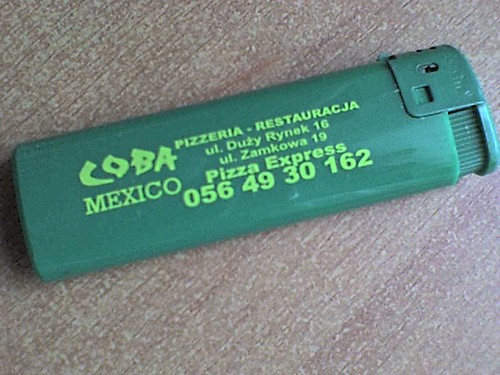 COBA
MEXICO
PIZZERIA - RESTAURACJA
ul. Duży Rynek 16
ul. Zamkowa 19
Pizza Express
056 49 30 162